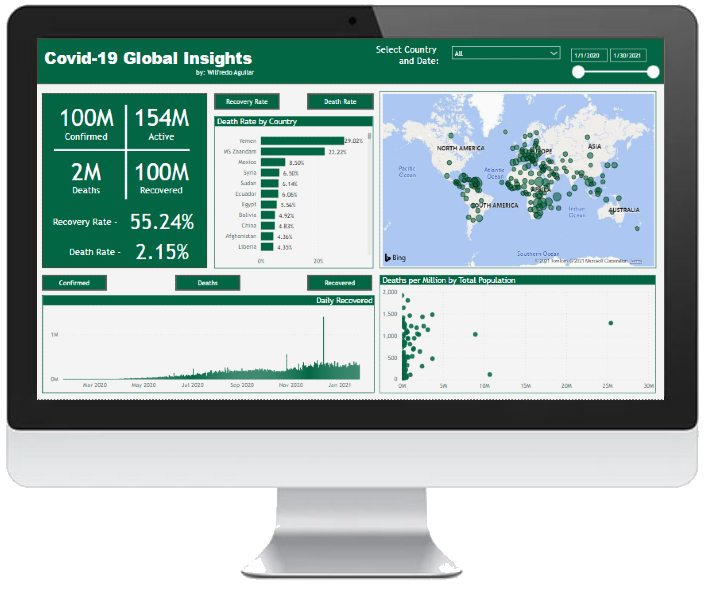 Covid-19 Global Insights
by: Wilfredo Aguilar
Select Country
and Date:
All
1/1/2020
1/30/2021
100M
Confirmed
154M
Active
2M
Deaths
100M
Recovered
Recovery Rate - 55.24%
Death Rate - 2.15%
Recovery Rate
Death Rate
Death Rate by Country
Yemen 29.02%
MS Zaandam 22.22%
Mexico 8.50%
Syria 6.50%
Sudan 6.14%
Ecuador 6.06%
Egypt 5.56%
Bolivia 4.92%
China 4.83%
Afghanistan 4.36%
Liberia 4.35%
0%
20%
NORTH AMERICA
EUROPE
ASIA
Pacific
Ocean
Atlantic
Ocean
AFRICA
SOUTH AMERICA
Indian
Ocean
AUSTRALIA
Southern Ocean
Bing
© 2021 TomTom © 2021 Microsoft Corporation Terms
Confirmed
Deaths
Recovered
Daily Recovered
1M
0M
Mar 2020
May 2020
Jul 2020
Sep 2020
Nov 2020
Jan 2021
Deaths per Million by Total Population
2,000
1,500
1,000
500
0
0M
5M
10M
15M
20M
25M
30M